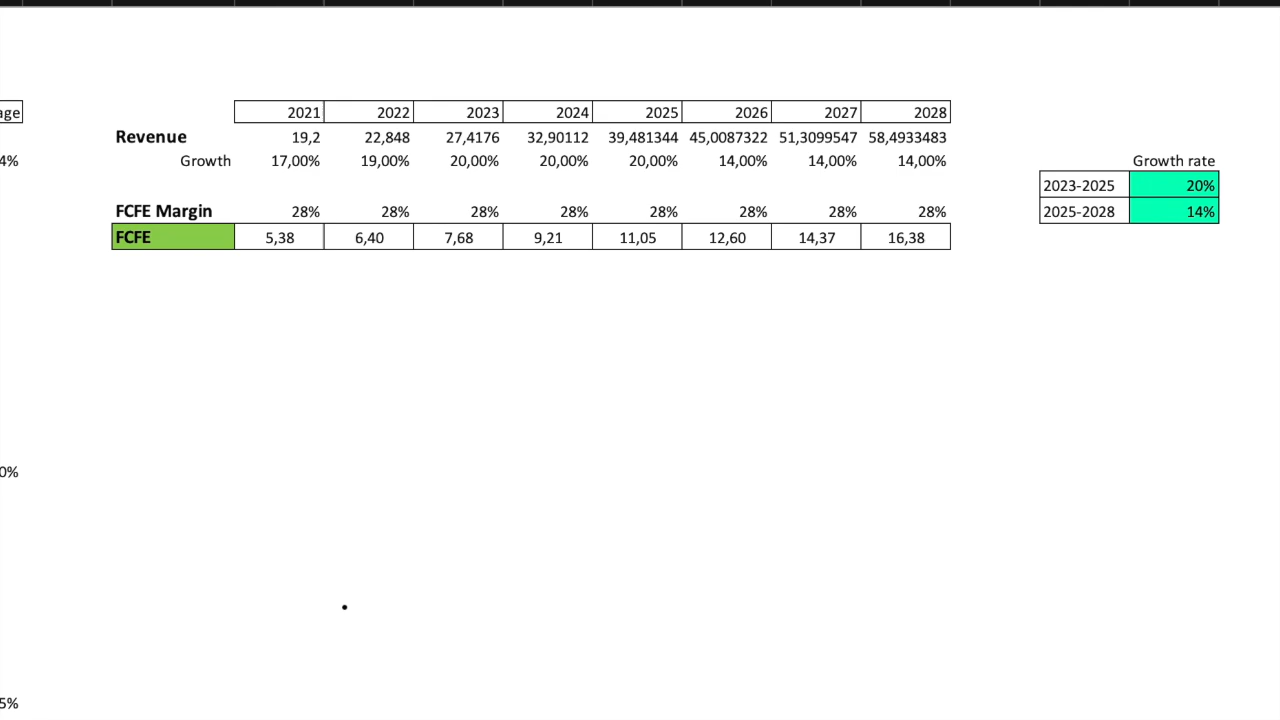 age 2021 2022 2023 2024 2025 2026 2027 2028
Revenue 19,2 22,848 27,4176 32,90112 39,481344 45,0087322 51,3099547 58,4933483
4% Growth 17,00% 19,00% 20,00% 20,00% 20,00% 14,00% 14,00% 14,00% Growth rate
2023-2025 20%
FCFE Margin 28% 28% 28% 28% 28% 28% 28% 28% 2025-2028 14%
FCFE 5,38 6,40 7,68 9,21 11,05 12,60 14,37 16,38
0%
5%